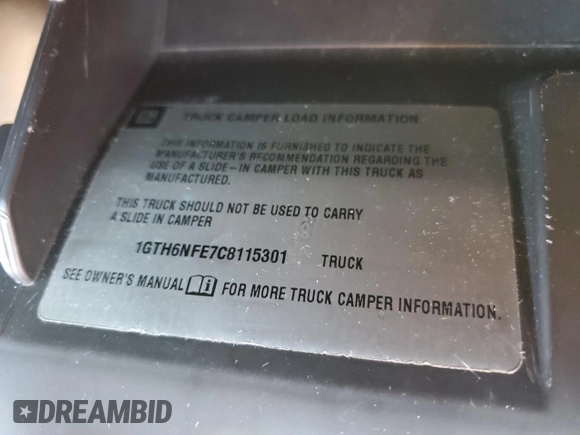 GM TRUCK CAMPER LOAD INFORMATION
THIS INFORMATION IS FURNISHED TO INDICATE THE
MANUFACTURER'S RECOMMENDATION REGARDING THE
USE OF A SLIDE-IN CAMPER WITH THIS TRUCK AS
MANUFACTURED.
THIS TRUCK SHOULD NOT BE USED TO CARRY
A SLIDE IN CAMPER
1GTH6NFE7C8115301 TRUCK
SEE OWNER'S MANUAL i FOR MORE TRUCK CAMPER INFORMATION.
DREAMBID